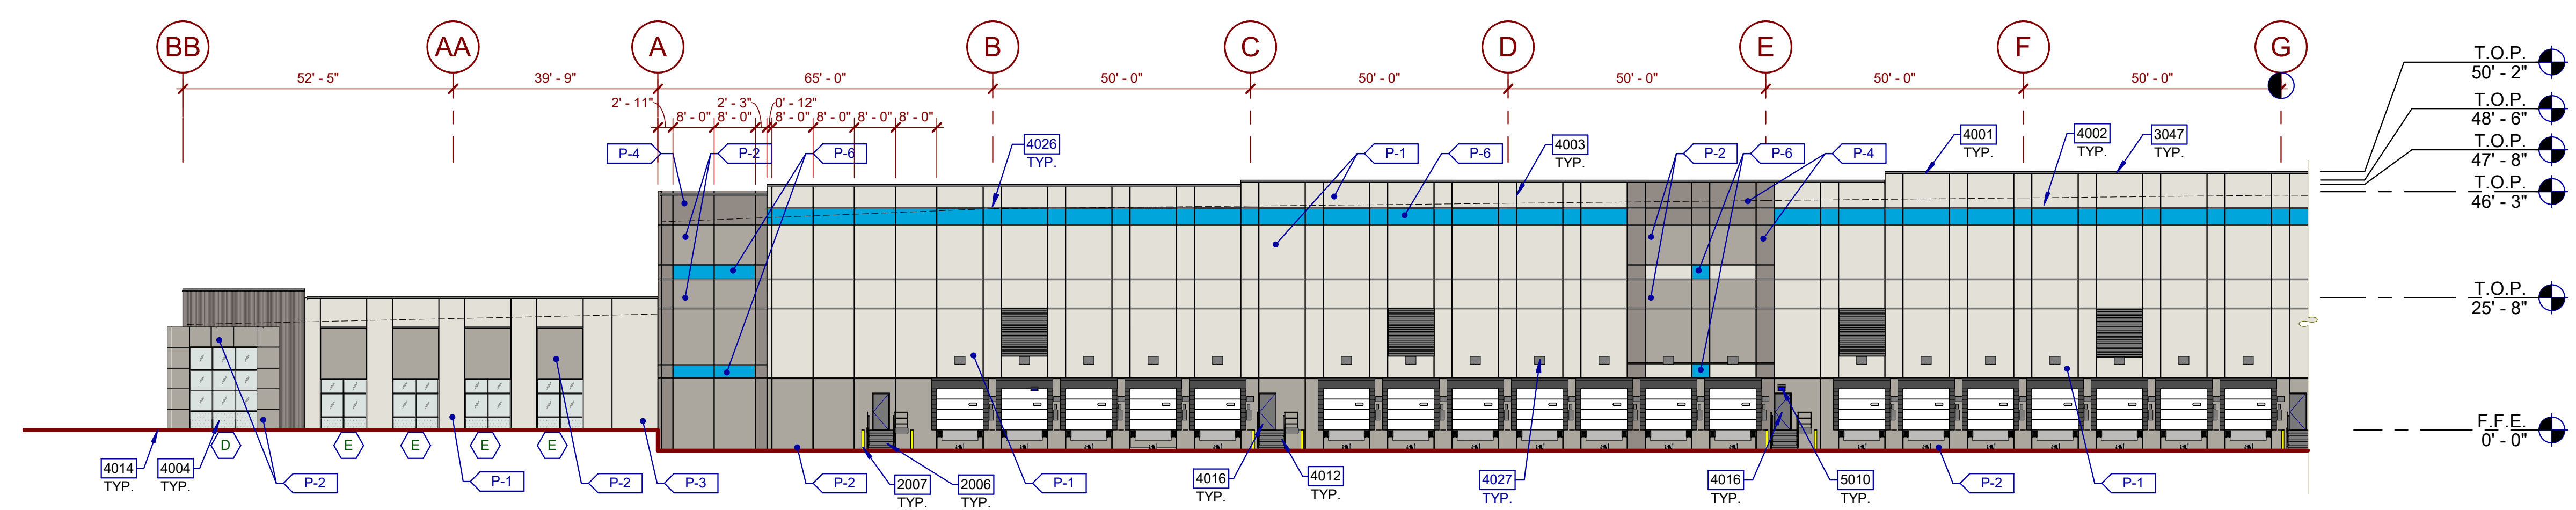 BB AA A B C D E F G
52' - 5" 39' - 9" 65' - 0" 50' - 0" 50' - 0" 50' - 0" 50' - 0" 50' - 0"
2' - 11" 2' - 3" 0' - 12"
8' - 0" 8' - 0" 8' - 0" 8' - 0" 8' - 0" 8' - 0"
T.O.P.
50' - 2"
T.O.P.
48' - 6"
T.O.P.
47' - 8"
T.O.P.
46' - 3"
T.O.P.
25' - 8"
F.F.E.
0' - 0"
P-4 P-2 P-6
4026
TYP.
P-1 P-6
4003
TYP.
P-2 P-6 P-4
4001
TYP.
4002
TYP.
3047
TYP.
D E E E E
4014
TYP.
4004
TYP.
P-2 P-1 P-2 P-3 P-2
2007
TYP.
2006
TYP.
P-1
4016
TYP.
4012
TYP.
4027
TYP.
4016
TYP.
5010
TYP.
P-2 P-1